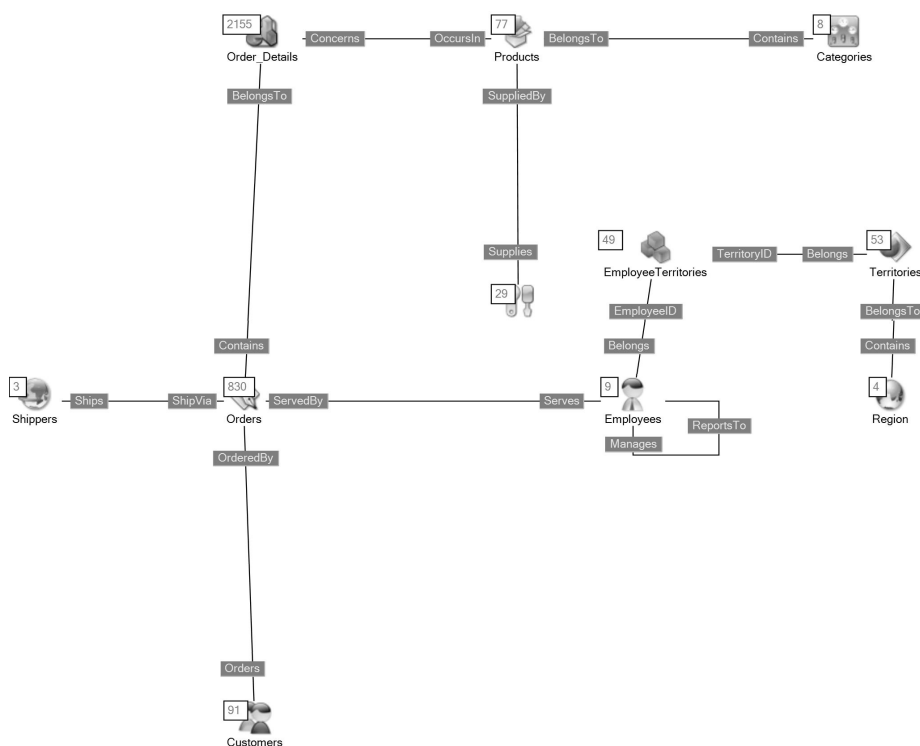 2155
77
8
Concerns
OccursIn
BelongsTo
Contains
Order_Details
Products
Categories
BelongsTo
SuppliedBy
Supplies
49
53
TerritoryID
Belongs
EmployeeTerritories
Territories
29
EmployeeID
BelongsTo
Contains
Belongs
Contains
3
830
9
4
Ships
ShipVia
ServedBy
Serves
Shippers
Orders
Employees
Region
ReportsTo
Manages
OrderedBy
Orders
91
Customers